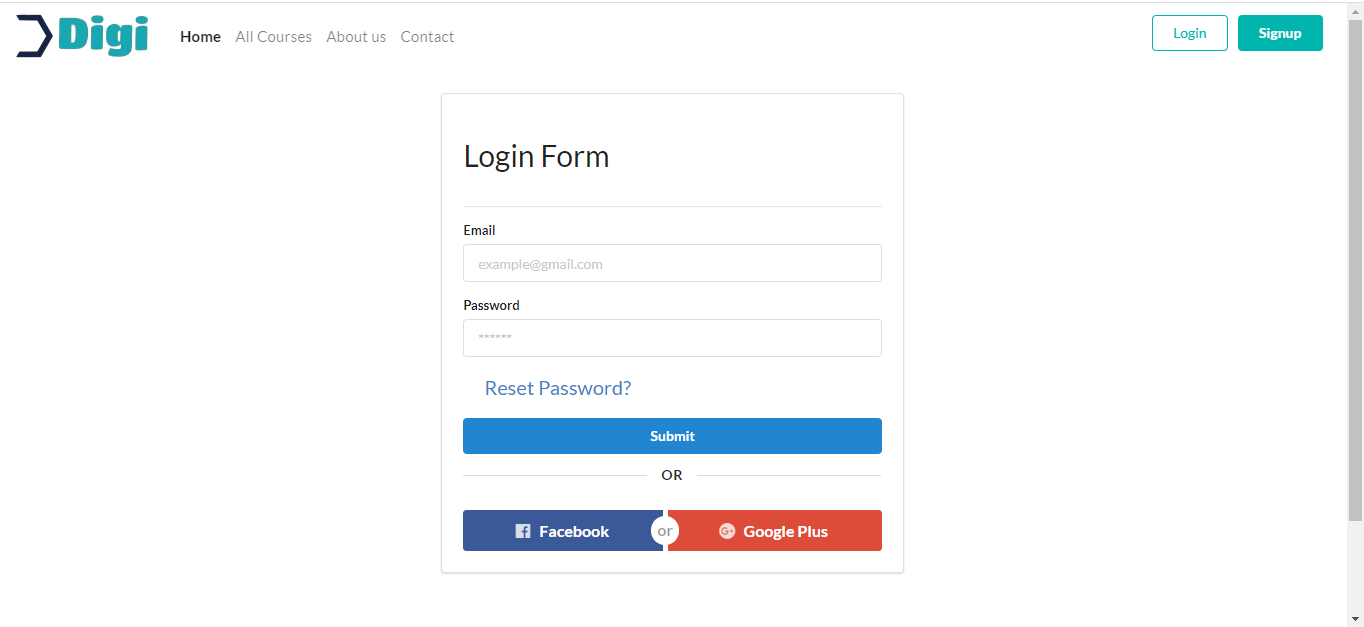 Digi Home All Courses About us Contact Login Signup
Login Form
Email
example@gmail.com
Password
******
Reset Password?
Submit
OR
Facebook or Google Plus